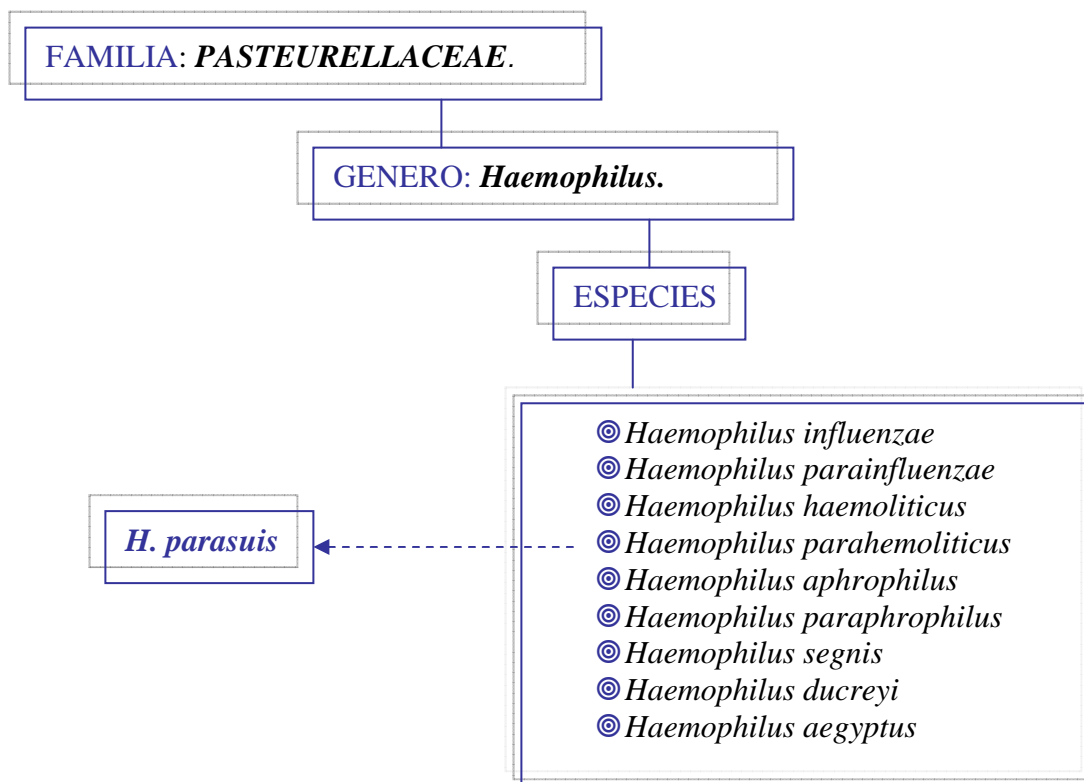 FAMILIA: PASTEURELLACEAE.
GENERO: Haemophilus.
ESPECIES
Haemophilus influenzae
Haemophilus parainfluenzae
Haemophilus haemoliticus
Haemophilus parahemoliticus
Haemophilus aphrophilus
Haemophilus paraphrophilus
Haemophilus segnis
Haemophilus ducreyi
Haemophilus aegyptus
H. parasuis